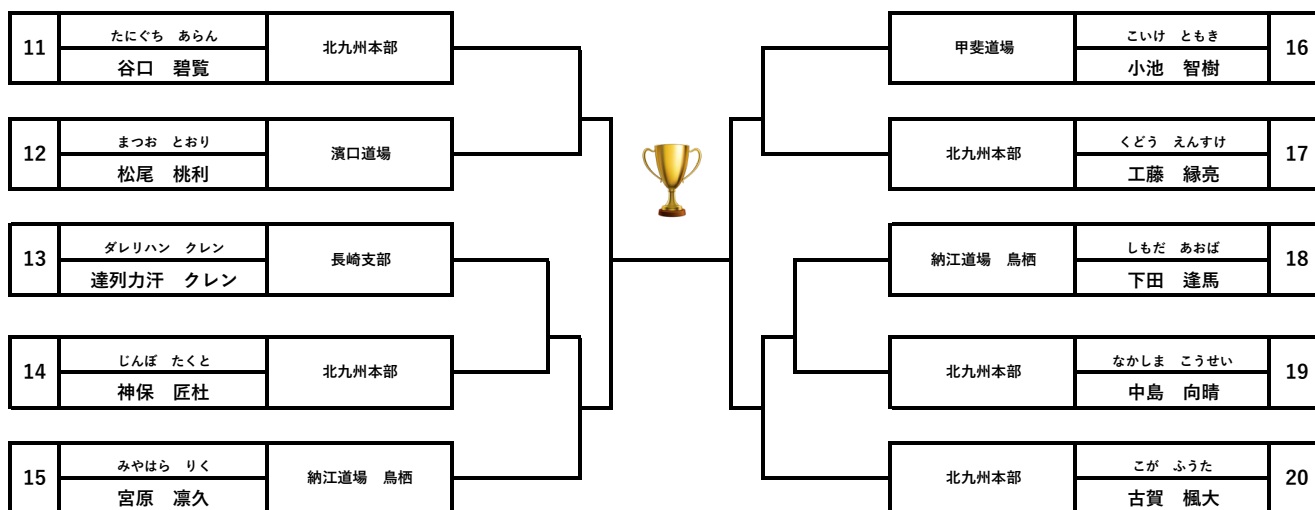 11
たにぐち　あらん
谷口　碧覧
北九州本部
12
まつお　とおり
松尾　桃利
濱口道場
13
ダレリハン　クレン
達列力汗　クレン
長崎支部
14
じんぼ　たくと
神保　匠杜
北九州本部
15
みやはら　りく
宮原　凛久
納江道場　鳥栖
甲斐道場
こいけ　ともき
小池　智樹
16
北九州本部
くどう　えんすけ
工藤　縁亮
17
納江道場　鳥栖
しもだ　あおば
下田　逢馬
18
北九州本部
なかしま　こうせい
中島　向晴
19
北九州本部
こが　ふうた
古賀　楓大
20